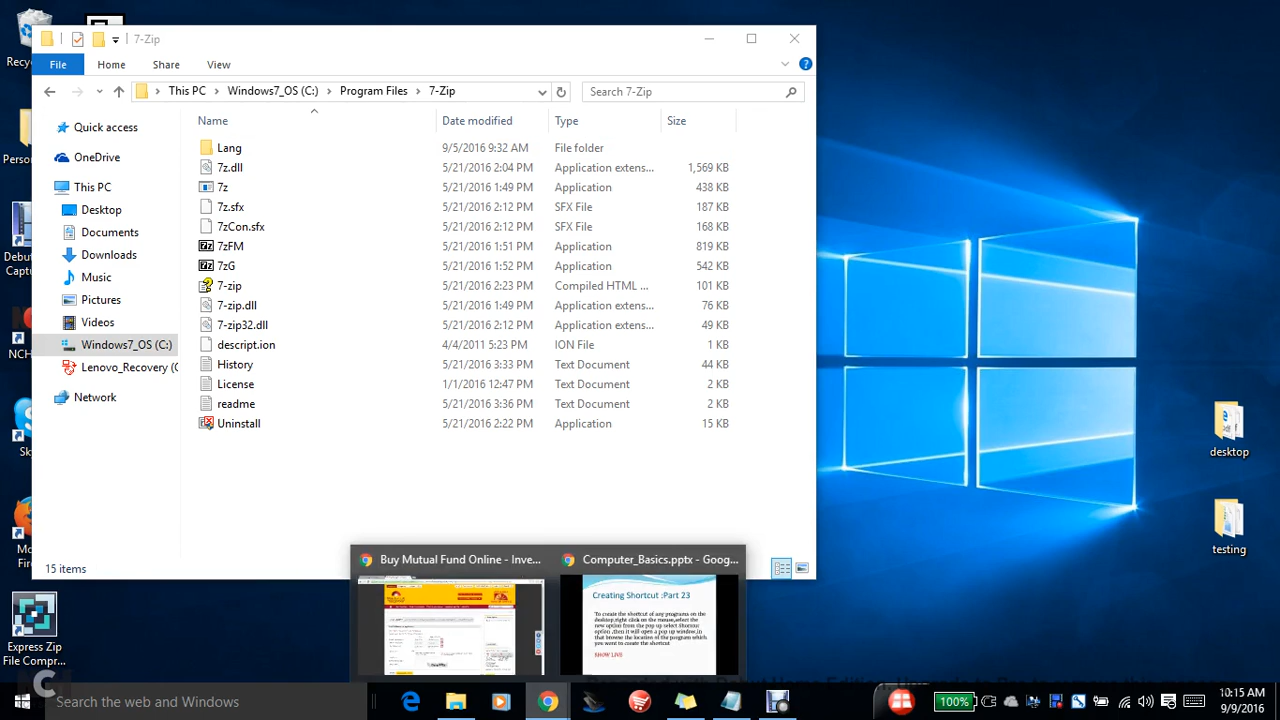 7-Zip
File Home Share View
This PC Windows7_OS (C:) Program Files 7-Zip
Search 7-Zip
Name Date modified Type Size
Lang 9/5/2016 9:32 AM File folder
7z.dll 5/21/2016 2:04 PM Application extens... 1,569 KB
7z 5/21/2016 1:49 PM Application 438 KB
7z.sfx 5/21/2016 2:12 PM SFX File 187 KB
7zCon.sfx 5/21/2016 2:12 PM SFX File 168 KB
7zFM 5/21/2016 1:51 PM Application 819 KB
7zG 5/21/2016 1:52 PM Application 542 KB
7-zip 5/21/2016 2:23 PM Compiled HTML ... 101 KB
7-zip.dll 5/21/2016 1:49 PM Application extens... 76 KB
7-zip32.dll 5/21/2016 2:12 PM Application extens... 49 KB
descript.ion 4/4/2011 5:23 PM ION File 1 KB
History 5/21/2016 3:33 PM Text Document 44 KB
License 1/1/2016 12:47 PM Text Document 2 KB
readme 5/21/2016 3:36 PM Text Document 2 KB
Uninstall 5/21/2016 2:22 PM Application 15 KB
Quick access
OneDrive
This PC
Desktop
Documents
Downloads
Music
Pictures
Videos
Windows7_OS (C:)
Lenovo_Recovery (
Network
15 items
Recy
Person
Debu
Captu
NCH
Sk
Mo
Fire
Express Zip
File Compr...
desktop
testing
Buy Mutual Fund Online - Inve...
Computer_Basics.pptx - Goog...
Creating Shortcut :Part 23
To create the shortcut of any programs on the
desktop,right click on the mouse,select the
new option from the pop up select Shortcut
option ,then it will open a pop up window,in
that browse the location of the program which
you want to create the shortcut
SHOW LIVE
Search the web and Windows
100%
10:15 AM
9/9/2016